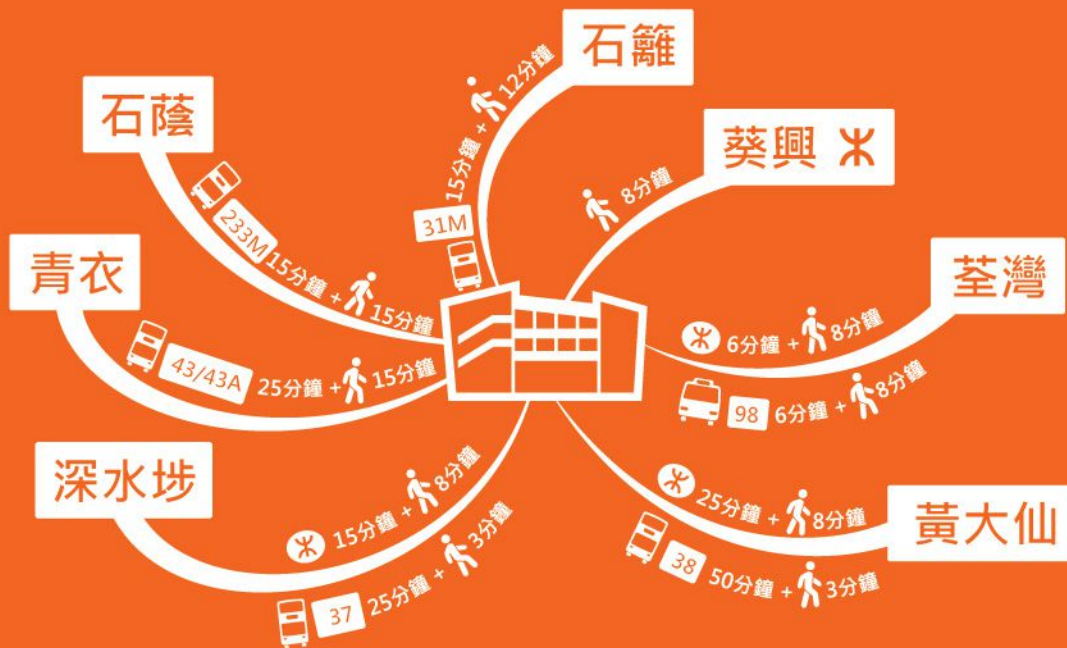 石籬
15分鐘 + 12分鐘
31M
石蔭
233M 15分鐘 + 15分鐘
葵興
8分鐘
青衣
43/43A 25分鐘 + 15分鐘
荃灣
6分鐘 + 8分鐘
98 6分鐘 + 8分鐘
深水埗
15分鐘 + 8分鐘
37 25分鐘 + 3分鐘
黃大仙
25分鐘 + 8分鐘
38 50分鐘 + 3分鐘